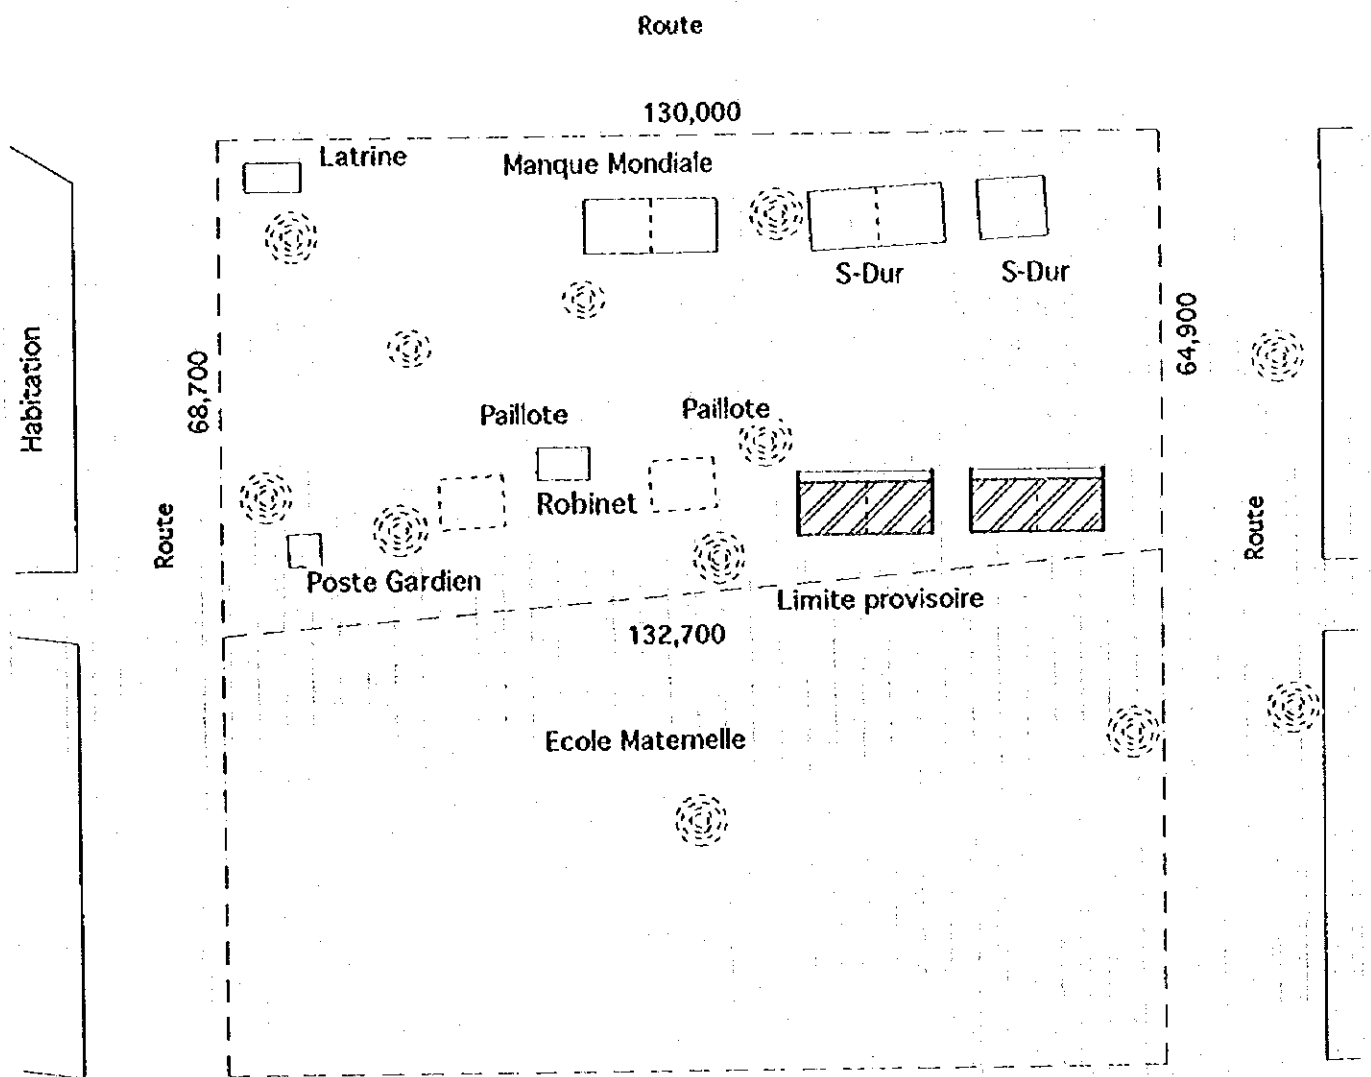 Route
130,000
Latrine
Manque Mondiale
S-Dur
S-Dur
Habitation
68,700
64,900
Paillote
Paillote
Robinet
Route
Route
Poste Gardien
Limite provisoire
132,700
Ecole Maternelle